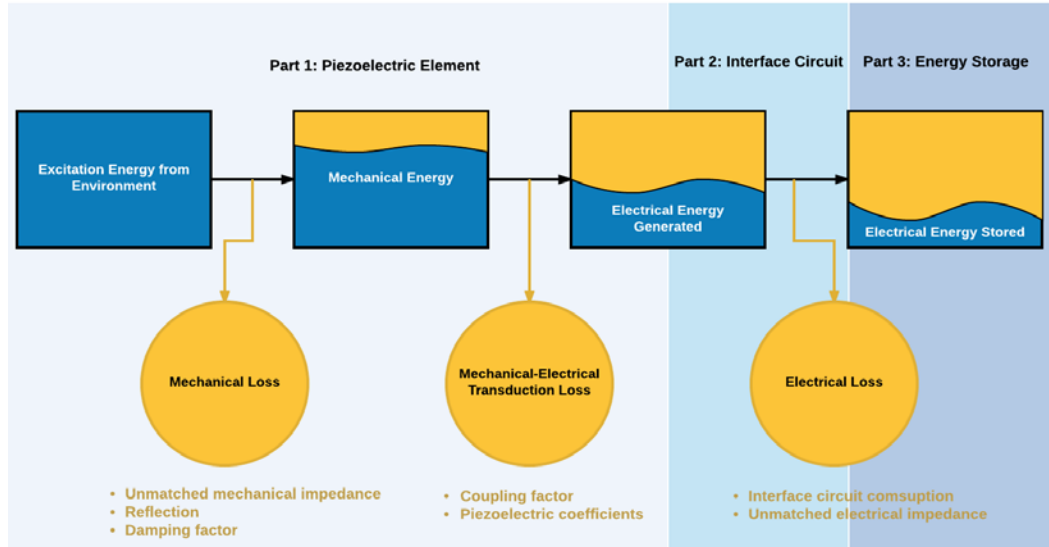 Part 1: Piezoelectric Element
Part 2: Interface Circuit
Part 3: Energy Storage
Excitation Energy from
Environment
Mechanical Energy
Electrical Energy
Generated
Electrical Energy Stored
Mechanical Loss
Mechanical-Electrical
Transduction Loss
Electrical Loss
• Unmatched mechanical impedance
• Reflection
• Damping factor
• Coupling factor
• Piezoelectric coefficients
• Interface circuit comsuption
• Unmatched electrical impedance